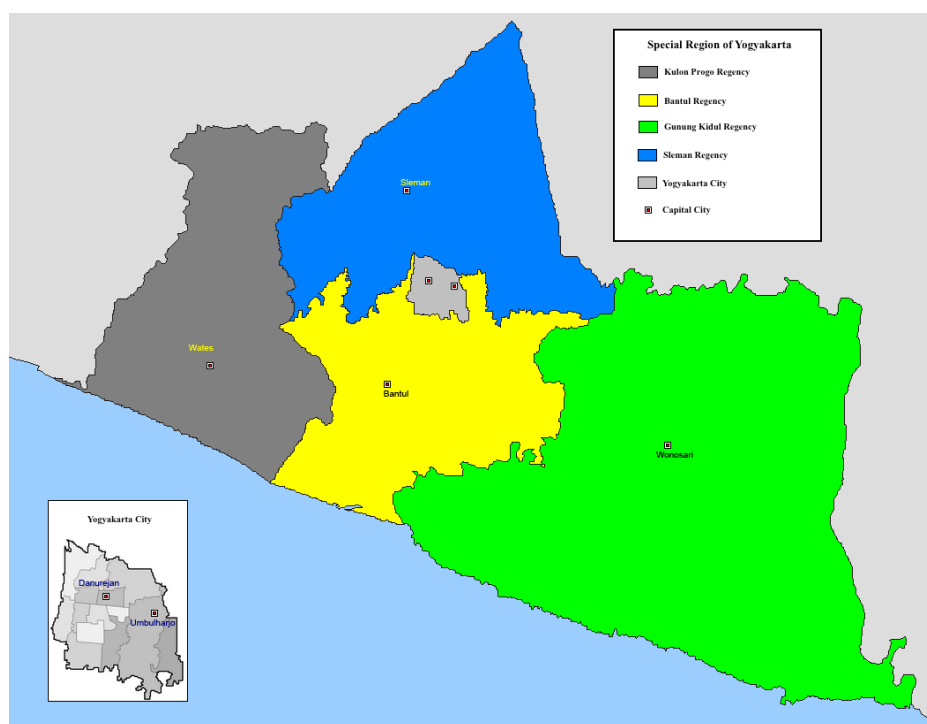 Special Region of Yogyakarta
Kulon Progo Regency
Bantul Regency
Gunung Kidul Regency
Sleman Regency
Yogyakarta City
Capital City
Sleman
Wates
Bantul
Wonosari
Yogyakarta City
Danurejan
Umbulharjo